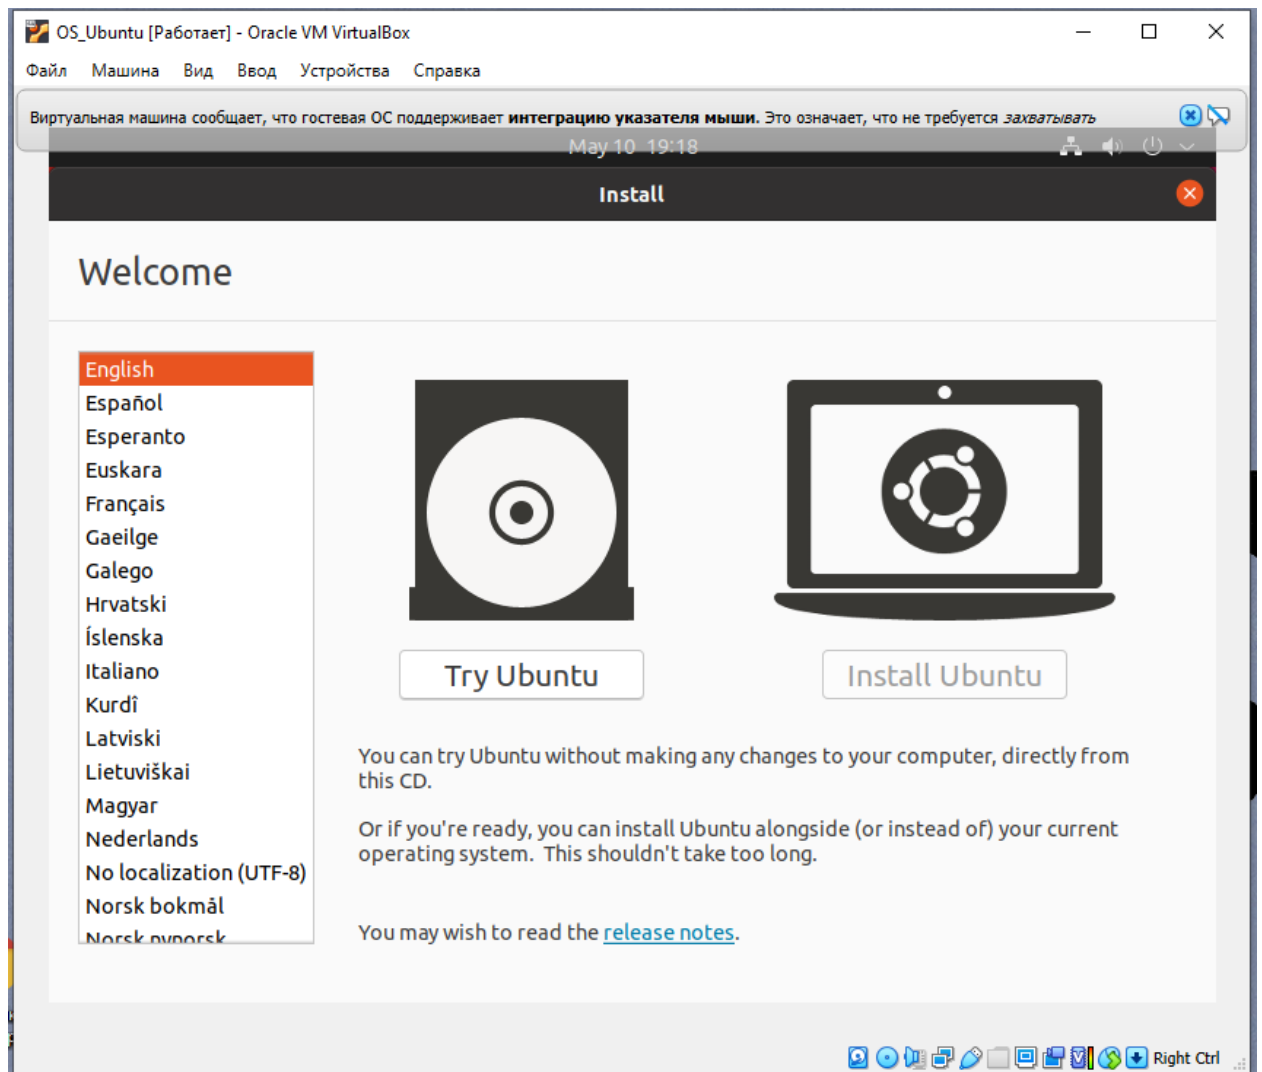 OS_Ubuntu [Работает] - Oracle VM VirtualBox
Файл Машина Вид Ввод Устройства Справка
Виртуальная машина сообщает, что гостевая ОС поддерживает интеграцию указателя мыши. Это означает, что не требуется захватывать
May 10 19:18
Install
Welcome
English
Español
Esperanto
Euskara
Français
Gaeilge
Galego
Hrvatski
Íslenska
Italiano
Kurdî
Latviski
Lietuviškai
Magyar
Nederlands
No localization (UTF-8)
Norsk bokmål
Norsk nynorsk
Try Ubuntu
Install Ubuntu
You can try Ubuntu without making any changes to your computer, directly from
this CD.
Or if you're ready, you can install Ubuntu alongside (or instead of) your current
operating system. This shouldn't take too long.
You may wish to read the release notes.
Right Ctrl